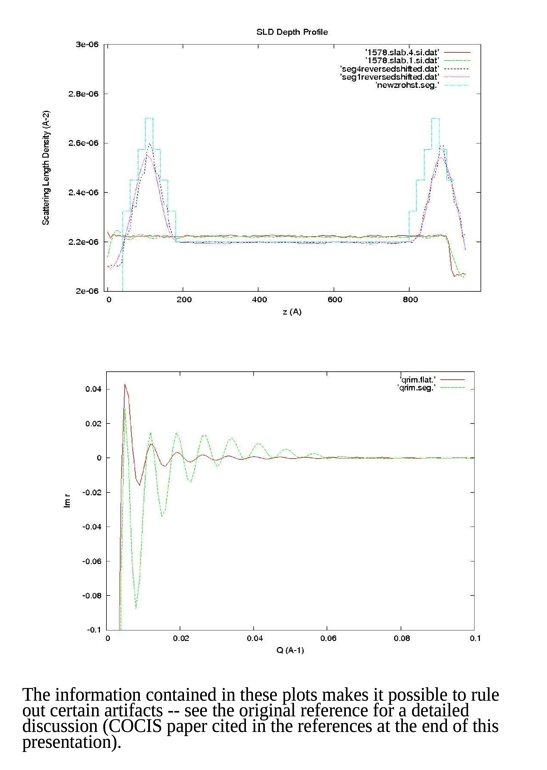 SLD Depth Profile
3e-06
2.8e-06
2.6e-06
2.4e-06
2.2e-06
2e-06
Scattering Length Density (A-2)
'1578.slab.4.si.dat'
'1578.slab.1.si.dat'
'seg4reversedshifted.dat'
'seg1reversedshifted.dat'
'newzrohst.seg.'
0 200 400 600 800
z (A)
0.04
0.02
0
-0.02
-0.04
-0.06
-0.08
-0.1
Im r
'qrim.flat.'
'qrim.seg.'
0 0.02 0.04 0.06 0.08 0.1
Q (A-1)
The information contained in these plots makes it possible to rule
out certain artifacts -- see the original reference for a detailed
discussion (COCIS paper cited in the references at the end of this
presentation).